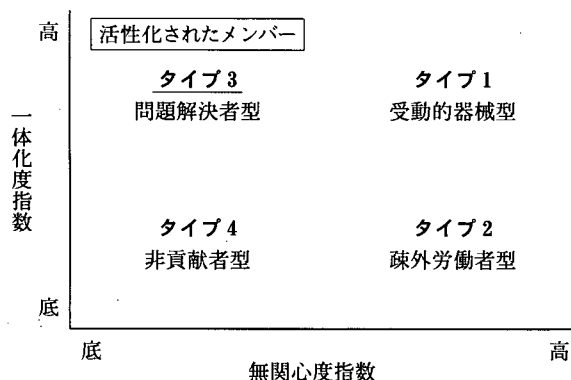 高
活性化されたメンバー
タイプ3
問題解決者型
タイプ1
受動的器械型
一体化度指数
タイプ4
非貢献者型
タイプ2
疎外労働者型
底
底
高
無関心度指数